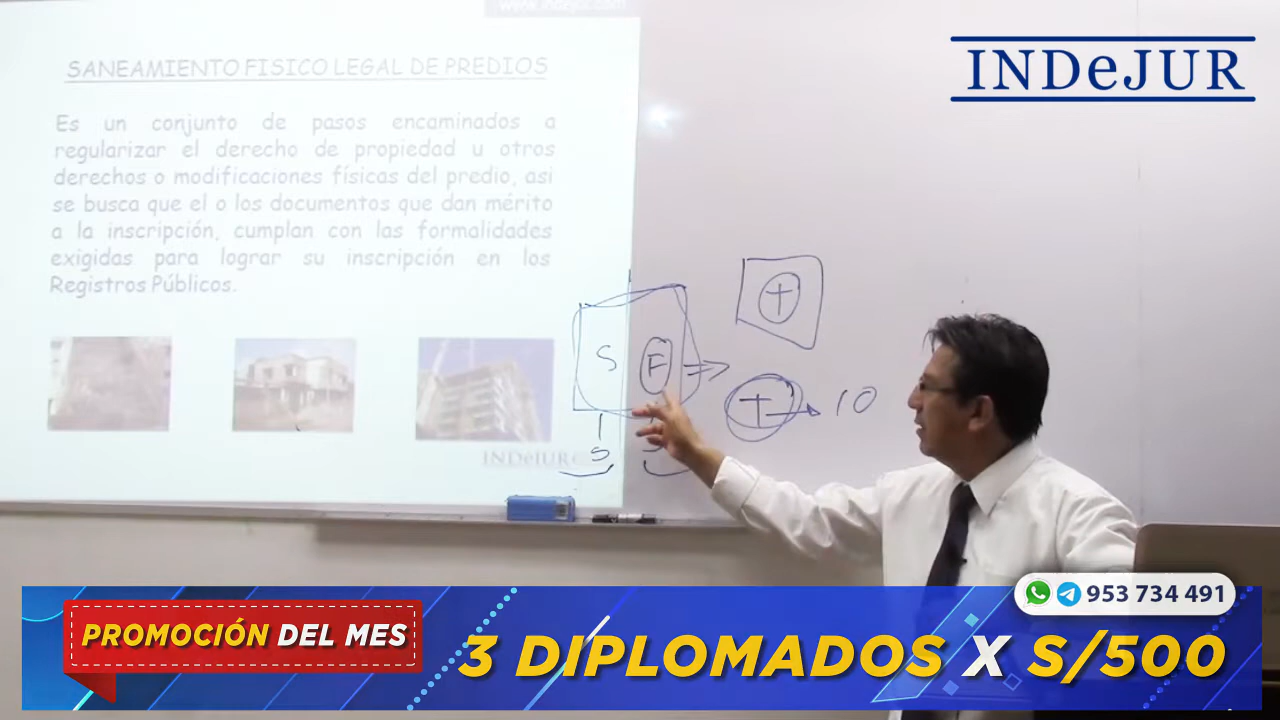 www.indejur.com
INDeJUR
SANEAMIENTO FISICO LEGAL DE PREDIOS
Es un conjunto de pasos encaminados a
regularizar el derecho de propiedad u otros
derechos o modificaciones físicas del predio, asi
se busca que el o los documentos que dan mérito
a la inscripción, cumplan con las formalidades
exigidas para lograr su inscripción en los
Registros Públicos.
S F
T
T 10
S
INDeJUR
953 734 491
PROMOCIÓN DEL MES
3 DIPLOMADOS X S/500